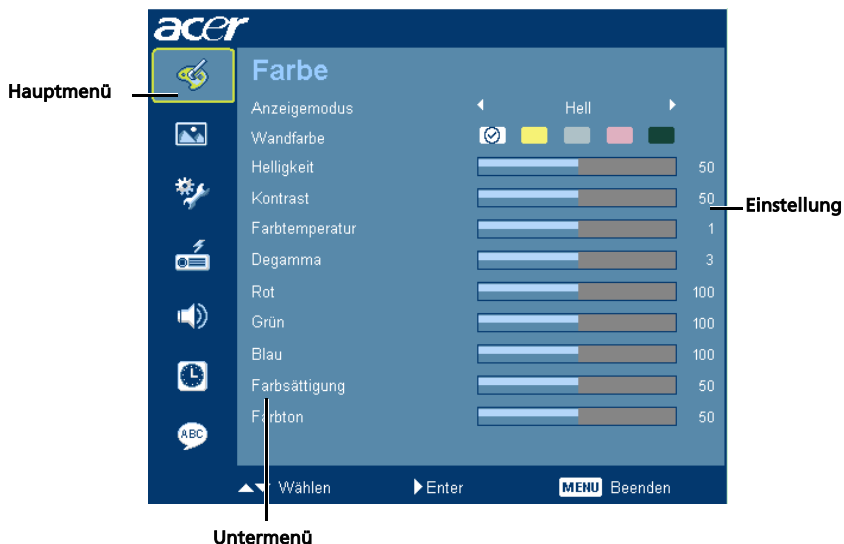 acer
Farbe
Hauptmenü
Anzeigemodus Hell
Wandfarbe
Helligkeit 50
Kontrast 50
Einstellung
Farbtemperatur 1
Degamma 3
Rot 100
Grün 100
Blau 100
Farbsättigung 50
Farbton 50
ABC
Wählen Enter MENU Beenden
Untermenü